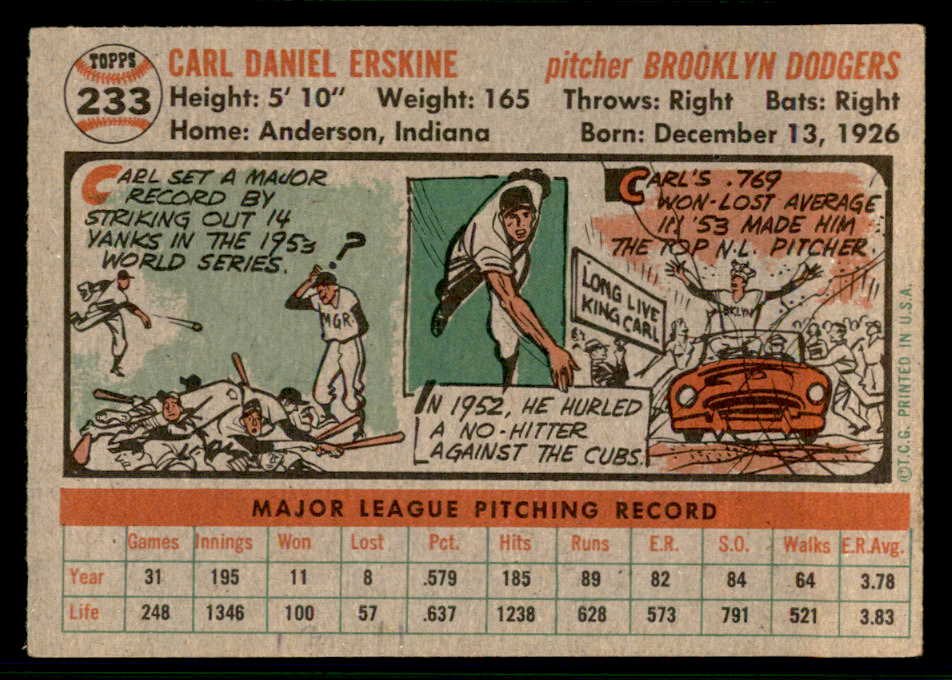 TOPPS
233
CARL DANIEL ERSKINE pitcher BROOKLYN DODGERS
Height: 5' 10" Weight: 165 Throws: Right Bats: Right
Home: Anderson, Indiana Born: December 13, 1926
CARL SET A MAJOR
RECORD BY
STRIKING OUT 14
YANKS IN THE 1953
WORLD SERIES.
?
MGR.
IN 1952, HE HURLED
A NO-HITTER
AGAINST THE CUBS.
CARL'S .769
WON-LOST AVERAGE
IN '53 MADE HIM
THE TOP N.L. PITCHER.
LONG LIVE
KING CARL
BKLYN
© T.C.G. PRINTED IN U.S.A.
MAJOR LEAGUE PITCHING RECORD
Games Innings Won Lost Pct. Hits Runs E.R. S.O. Walks E.R.Avg.
Year 31 195 11 8 .579 185 89 82 84 64 3.78
Life 248 1346 100 57 .637 1238 628 573 791 521 3.83